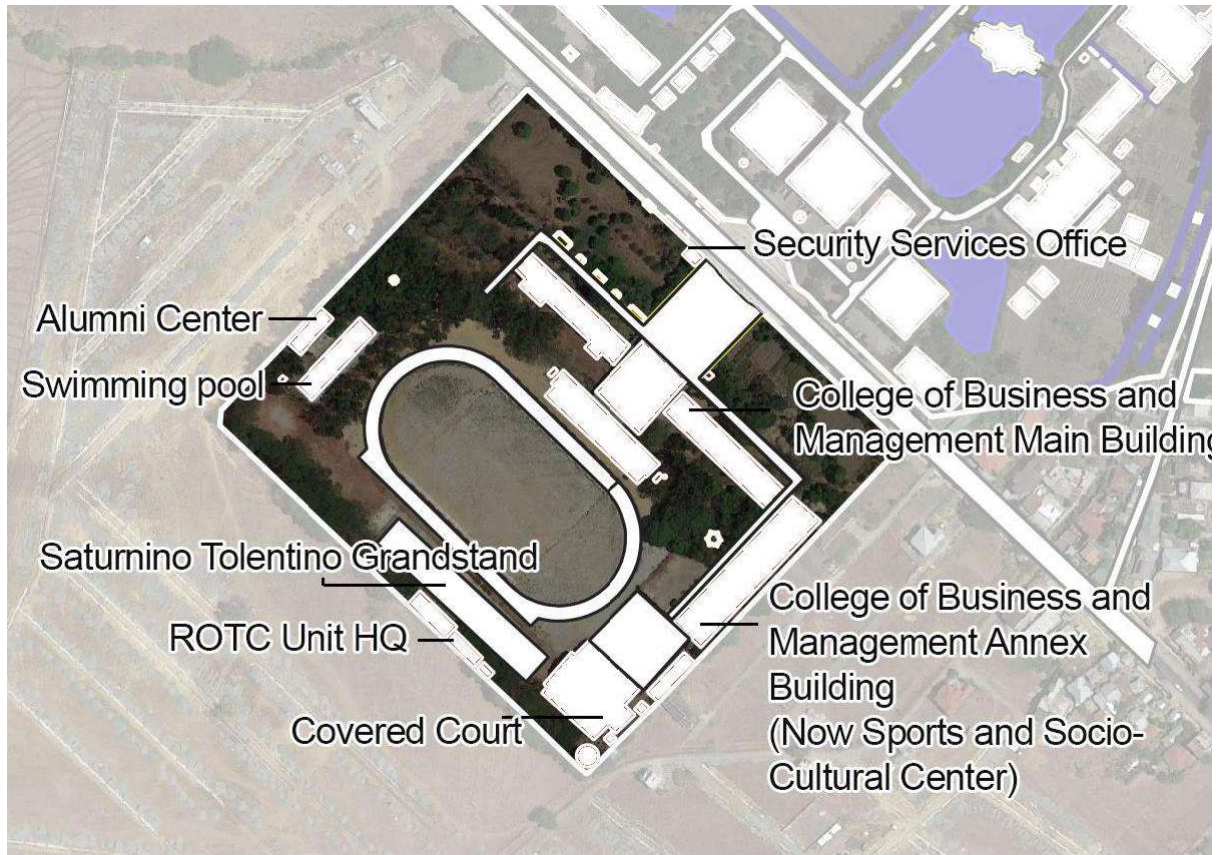 Security Services Office
Alumni Center
Swimming pool
College of Business and
Management Main Building
Saturnino Tolentino Grandstand
ROTC Unit HQ
College of Business and
Management Annex
Building
(Now Sports and Socio-
Cultural Center)
Covered Court